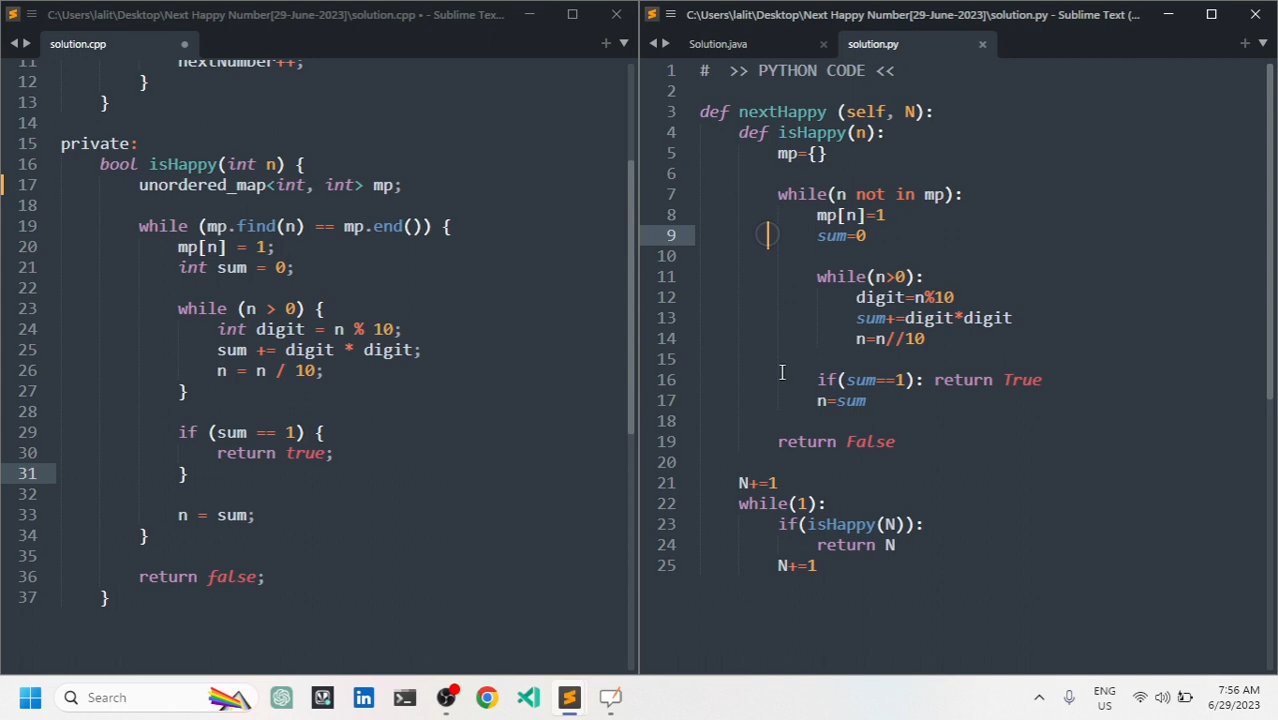 C:\Users\lalit\Desktop\Next Happy Number[29-June-2023]\solution.cpp • - Sublime Tex...
solution.cpp
11 nextNumber++;
12 }
13 }
14
15 private:
16 bool isHappy(int n) {
17 unordered_map<int, int> mp;
18
19 while (mp.find(n) == mp.end()) {
20 mp[n] = 1;
21 int sum = 0;
22
23 while (n > 0) {
24 int digit = n % 10;
25 sum += digit * digit;
26 n = n / 10;
27 }
28
29 if (sum == 1) {
30 return true;
31 }
32
33 n = sum;
34 }
35
36 return false;
37 }
C:\Users\lalit\Desktop\Next Happy Number[29-June-2023]\solution.py - Sublime Text (...
Solution.java solution.py
1 # >> PYTHON CODE <<
2
3 def nextHappy (self, N):
4 def isHappy(n):
5 mp={}
6
7 while(n not in mp):
8 mp[n]=1
9 sum=0
10
11 while(n>0):
12 digit=n%10
13 sum+=digit*digit
14 n=n//10
15
16 if(sum==1): return True
17 n=sum
18
19 return False
20
21 N+=1
22 while(1):
23 if(isHappy(N)):
24 return N
25 N+=1
Search
ENG
US
7:56 AM
6/29/2023